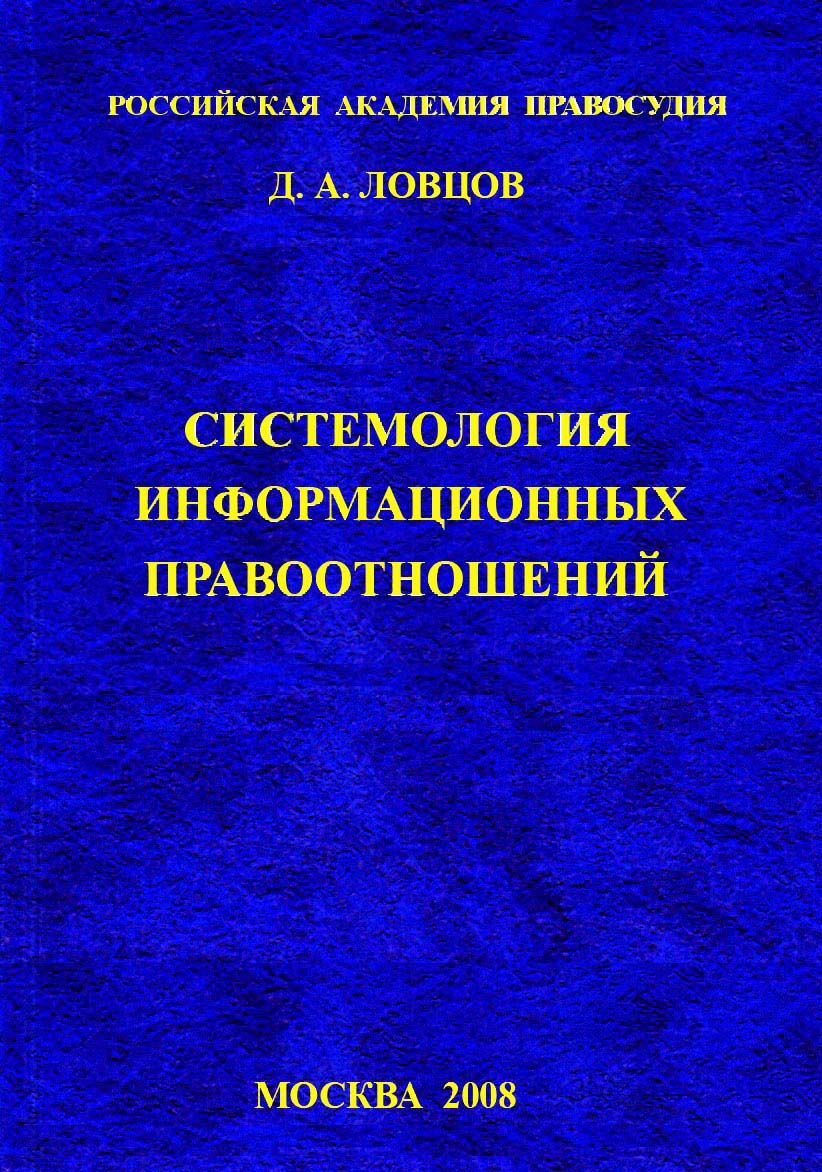 РОССИЙСКАЯ АКАДЕМИЯ ПРАВОСУДИЯ
Д. А. ЛОВЦОВ
СИСТЕМОЛОГИЯ
ИНФОРМАЦИОННЫХ
ПРАВООТНОШЕНИЙ
МОСКВА 2008